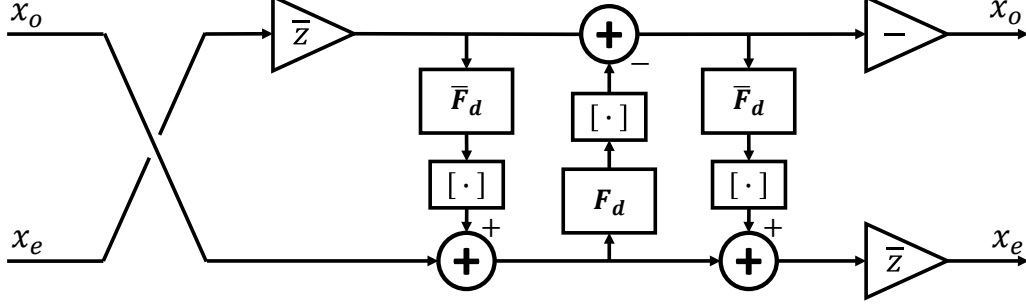 x_o z̅ + − x_o
F̅_d [·] F̅_d
[·] [·]
F_d
x_e + + + + z̅ x_e
−